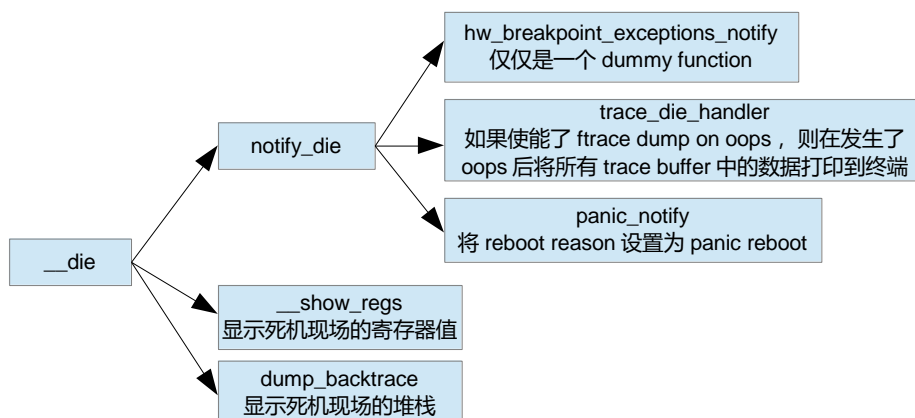 hw_breakpoint_exceptions_notify
仅仅是一个 dummy function
trace_die_handler
如果使能了 ftrace dump on oops ，则在发生了
oops 后将所有 trace buffer 中的数据打印到终端
notify_die
panic_notify
将 reboot reason 设置为 panic reboot
__die
__show_regs
显示死机现场的寄存器值
dump_backtrace
显示死机现场的堆栈